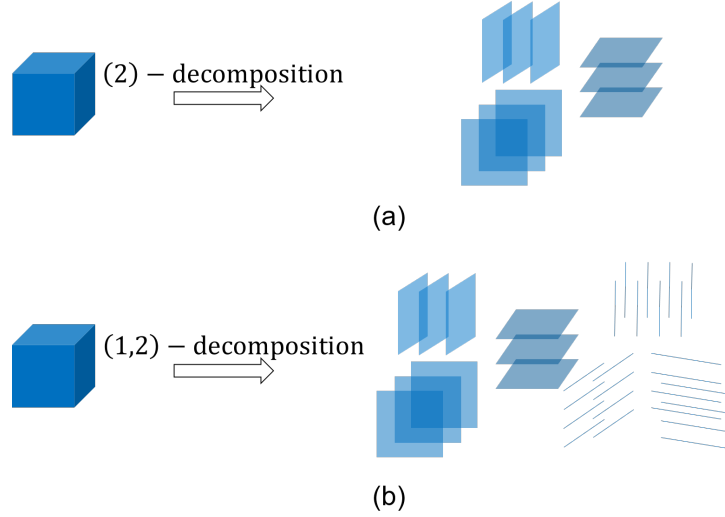 (2) − decomposition
(a)
(1,2) − decomposition
(b)